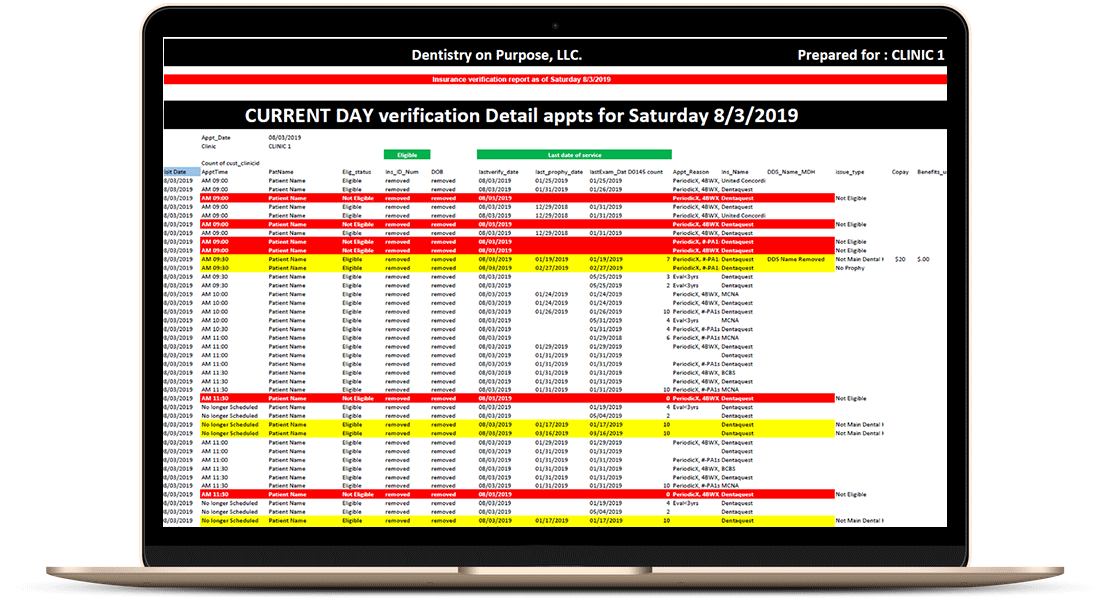 Dentistry on Purpose, LLC. Prepared for : CLINIC 1
Insurance verification report as of Saturday 8/3/2019
CURRENT DAY verification Detail appts for Saturday 8/3/2019
Appt_Date 08/03/2019
Clinic CLINIC 1
Eligible Last date of service
Count of cust_clinicid
isit Date ApptTime PatName Elig_status Ins_ID_Num DOB lastverify_date last_prophy_date lastExam_Dat D0145 count Appt_Reason Ins_Name DDS_Name_MDH issue_type Copay Benefits_u
8/03/2019 AM 09:00 Patient Name Eligible removed removed 08/03/2019 01/25/2019 01/25/2019 PeriodicX, 4BWX, United Concordi
8/03/2019 AM 09:00 Patient Name Eligible removed removed 08/03/2019 01/31/2019 01/26/2019 PeriodicX, 4BWX, Dentaquest
8/03/2019 AM 09:00 Patient Name Not Eligible removed removed 08/03/2019 PeriodicX, 4BWX Dentaquest Not Eligible
8/03/2019 AM 09:00 Patient Name Eligible removed removed 08/03/2019 12/29/2018 01/31/2019 PeriodicX, 4BWX, Dentaquest
8/03/2019 AM 09:00 Patient Name Eligible removed removed 08/03/2019 12/29/2018 01/31/2019 PeriodicX, 4BWX, United Concordi
8/03/2019 AM 09:00 Patient Name Not Eligible removed removed 08/03/2019 PeriodicX, 4BWX Dentaquest Not Eligible
8/03/2019 AM 09:00 Patient Name Eligible removed removed 08/03/2019 12/29/2018 01/31/2019 PeriodicX, 4BWX, Dentaquest
8/03/2019 AM 09:00 Patient Name Not Eligible removed removed 08/03/2019 PeriodicX, #-PA1 Dentaquest Not Eligible
8/03/2019 AM 09:00 Patient Name Not Eligible removed removed 08/03/2019 PeriodicX, 4BWX Dentaquest Not Eligible
8/03/2019 AM 09:30 Patient Name Eligible removed removed 08/03/2019 01/19/2019 01/19/2019 7 PeriodicX, #-PA1 Dentaquest DDS Name Removed Not Main Dental H $20 $.00
8/03/2019 AM 09:30 Patient Name Eligible removed removed 08/03/2019 02/27/2019 02/27/2019 PeriodicX, #-PA1 Dentaquest No Prophy
8/03/2019 AM 09:30 Patient Name Eligible removed removed 08/03/2019 05/25/2019 3 Eval<3yrs Dentaquest
8/03/2019 AM 09:30 Patient Name Eligible removed removed 08/03/2019 05/25/2019 2 Eval<3yrs Dentaquest
8/03/2019 AM 10:00 Patient Name Eligible removed removed 08/03/2019 01/24/2019 01/24/2019 PeriodicX, 4BWX, MCNA
8/03/2019 AM 10:00 Patient Name Eligible removed removed 08/03/2019 01/24/2019 01/24/2019 PeriodicX, 4BWX, Dentaquest
8/03/2019 AM 10:00 Patient Name Eligible removed removed 08/03/2019 01/26/2019 01/26/2019 10 PeriodicX, #-PA1s MCNA
8/03/2019 AM 10:00 Patient Name Eligible removed removed 08/03/2019 05/31/2019 4 Eval<3yrs MCNA
8/03/2019 AM 10:30 Patient Name Eligible removed removed 08/03/2019 01/31/2019 4 PeriodicX, #-PA1s Dentaquest
8/03/2019 AM 11:00 Patient Name Eligible removed removed 08/03/2019 01/29/2018 6 PeriodicX, #-PA1s MCNA
8/03/2019 AM 11:00 Patient Name Eligible removed removed 08/03/2019 01/29/2019 01/29/2019 PeriodicX, 4BWX, Dentaquest
8/03/2019 AM 11:00 Patient Name Eligible removed removed 08/03/2019 01/31/2019 01/31/2019 Dentaquest
8/03/2019 AM 11:00 Patient Name Eligible removed removed 08/03/2019 01/31/2019 01/31/2019 PeriodicX, #-PA1s Dentaquest
8/03/2019 AM 11:30 Patient Name Eligible removed removed 08/03/2019 01/31/2019 01/31/2019 PeriodicX, 4BWX, BCBS
8/03/2019 AM 11:30 Patient Name Eligible removed removed 08/03/2019 01/31/2019 01/31/2019 PeriodicX, 4BWX, Dentaquest
8/03/2019 AM 11:30 Patient Name Eligible removed removed 08/03/2019 01/31/2019 01/31/2019 10 PeriodicX, #-PA1s MCNA
8/03/2019 AM 11:30 Patient Name Not Eligible removed removed 08/03/2019 0 PeriodicX, 4BWX Dentaquest Not Eligible
8/03/2019 No longer Scheduled Patient Name Eligible removed removed 08/03/2019 01/19/2019 4 Eval<3yrs Dentaquest
8/03/2019 No longer Scheduled Patient Name Eligible removed removed 08/03/2019 05/04/2019 2 Dentaquest
8/03/2019 No longer Scheduled Patient Name Eligible removed removed 08/03/2019 01/17/2019 01/17/2019 10 Dentaquest Not Main Dental H
8/03/2019 No longer Scheduled Patient Name Eligible removed removed 08/03/2019 03/16/2019 03/16/2019 10 Dentaquest Not Main Dental H
8/03/2019 AM 11:00 Patient Name Eligible removed removed 08/03/2019 01/29/2019 01/29/2019 PeriodicX, 4BWX, Dentaquest
8/03/2019 AM 11:00 Patient Name Eligible removed removed 08/03/2019 01/31/2019 01/31/2019 Dentaquest
8/03/2019 AM 11:00 Patient Name Eligible removed removed 08/03/2019 01/31/2019 01/31/2019 PeriodicX, #-PA1s Dentaquest
8/03/2019 AM 11:30 Patient Name Eligible removed removed 08/03/2019 01/31/2019 01/31/2019 PeriodicX, 4BWX, BCBS
8/03/2019 AM 11:30 Patient Name Eligible removed removed 08/03/2019 01/31/2019 01/31/2019 PeriodicX, 4BWX, Dentaquest
8/03/2019 AM 11:30 Patient Name Eligible removed removed 08/03/2019 01/31/2019 01/31/2019 10 PeriodicX, #-PA1s MCNA
8/03/2019 AM 11:30 Patient Name Not Eligible removed removed 08/03/2019 0 PeriodicX, 4BWX Dentaquest Not Eligible
8/03/2019 No longer Scheduled Patient Name Eligible removed removed 08/03/2019 01/19/2019 4 Eval<3yrs Dentaquest
8/03/2019 No longer Scheduled Patient Name Eligible removed removed 08/03/2019 05/04/2019 2 Dentaquest
8/03/2019 No longer Scheduled Patient Name Eligible removed removed 08/03/2019 01/17/2019 01/17/2019 10 Dentaquest Not Main Dental H